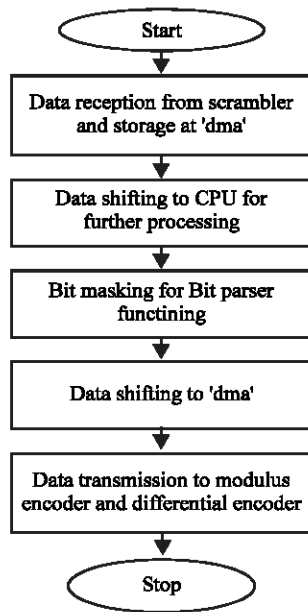 Start
Data reception from scrambler
and storage at 'dma'
Data shifting to CPU for
further processing
Bit masking for Bit parser
functining
Data shifting to 'dma'
Data transmission to modulus
encoder and differential encoder
Stop